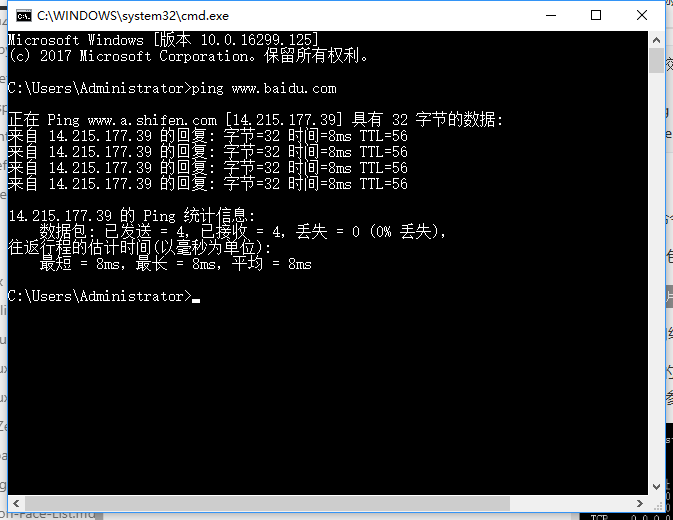 C:\WINDOWS\system32\cmd.exe
Microsoft Windows [版本 10.0.16299.125]
(c) 2017 Microsoft Corporation。保留所有权利。
C:\Users\Administrator>ping www.baidu.com
正在 Ping www.a.shifen.com [14.215.177.39] 具有 32 字节的数据:
来自 14.215.177.39 的回复: 字节=32 时间=8ms TTL=56
来自 14.215.177.39 的回复: 字节=32 时间=8ms TTL=56
来自 14.215.177.39 的回复: 字节=32 时间=8ms TTL=56
来自 14.215.177.39 的回复: 字节=32 时间=8ms TTL=56
14.215.177.39 的 Ping 统计信息:
数据包: 已发送 = 4，已接收 = 4，丢失 = 0 (0% 丢失)，
往返行程的估计时间(以毫秒为单位):
最短 = 8ms，最长 = 8ms，平均 = 8ms
C:\Users\Administrator>